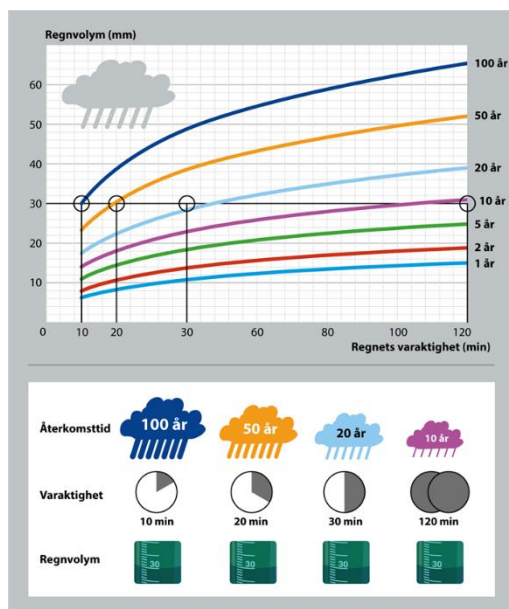 Regnvolym (mm)
100 år
60
50 år
50
20 år
40
30
10 år
5 år
20
2 år
1 år
10
0 10 20 30 40 60 80 100 120
Regnets varaktighet (min)
Återkomsttid
100 år 50 år 20 år 10 år
Varaktighet
10 min 20 min 30 min 120 min
Regnvolym
30 30 30 30